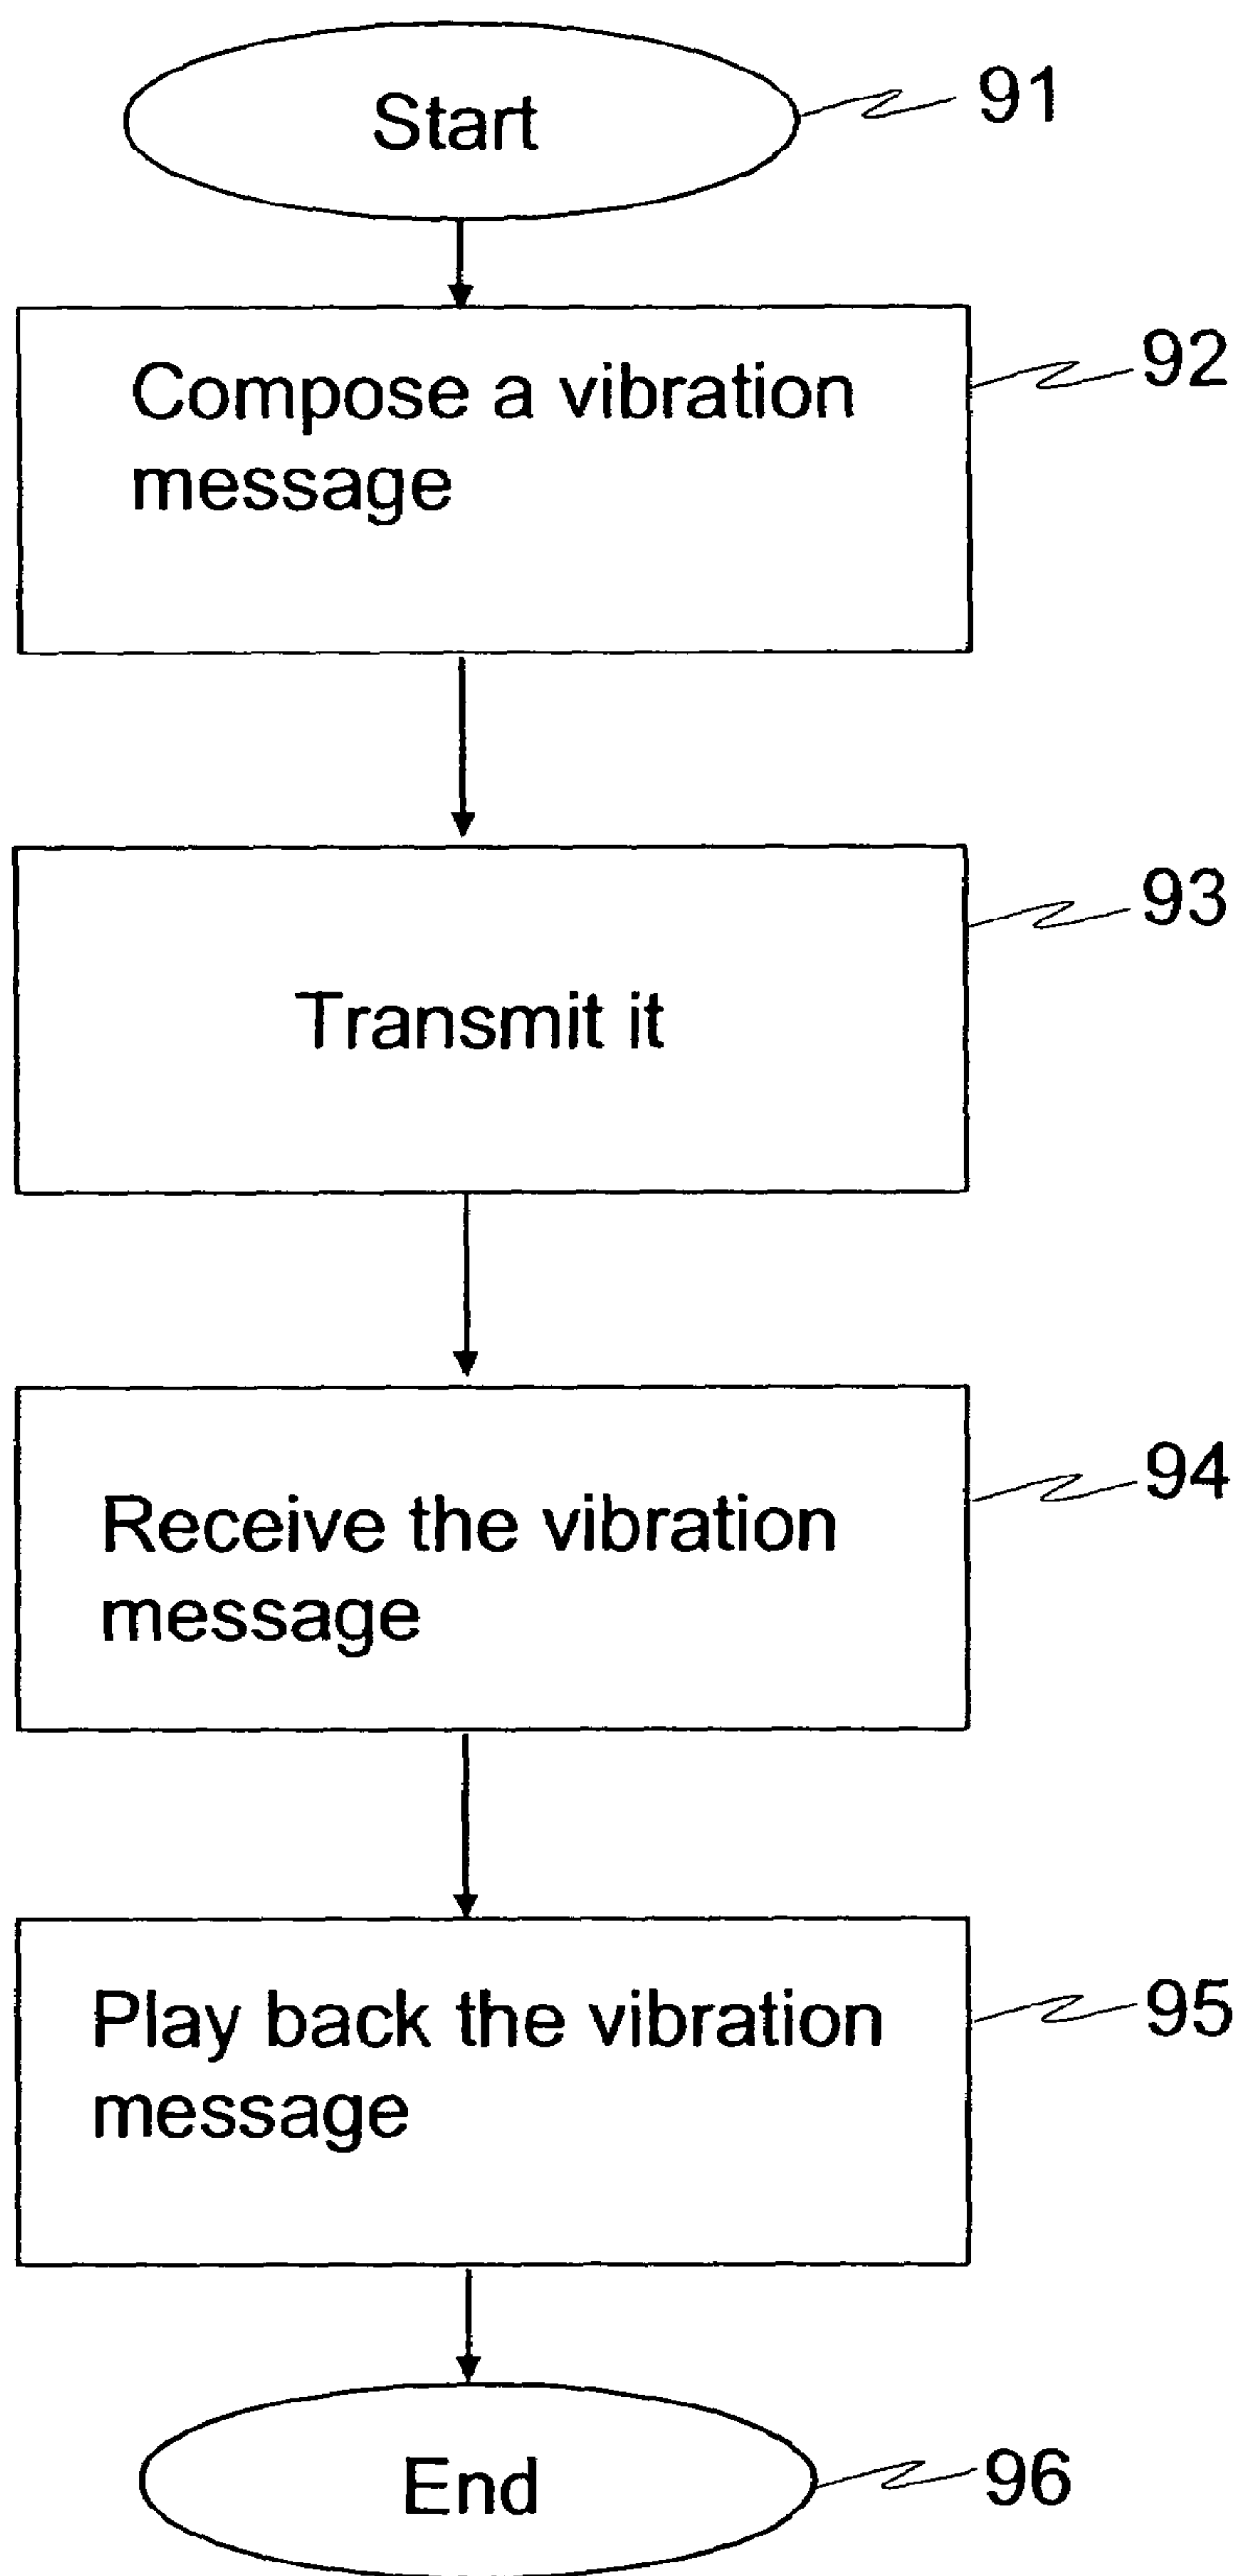 Start
91
Compose a vibration
message
92
93
Transmit it
94
Receive the vibration
message
95
Play back the vibration
message
End
96